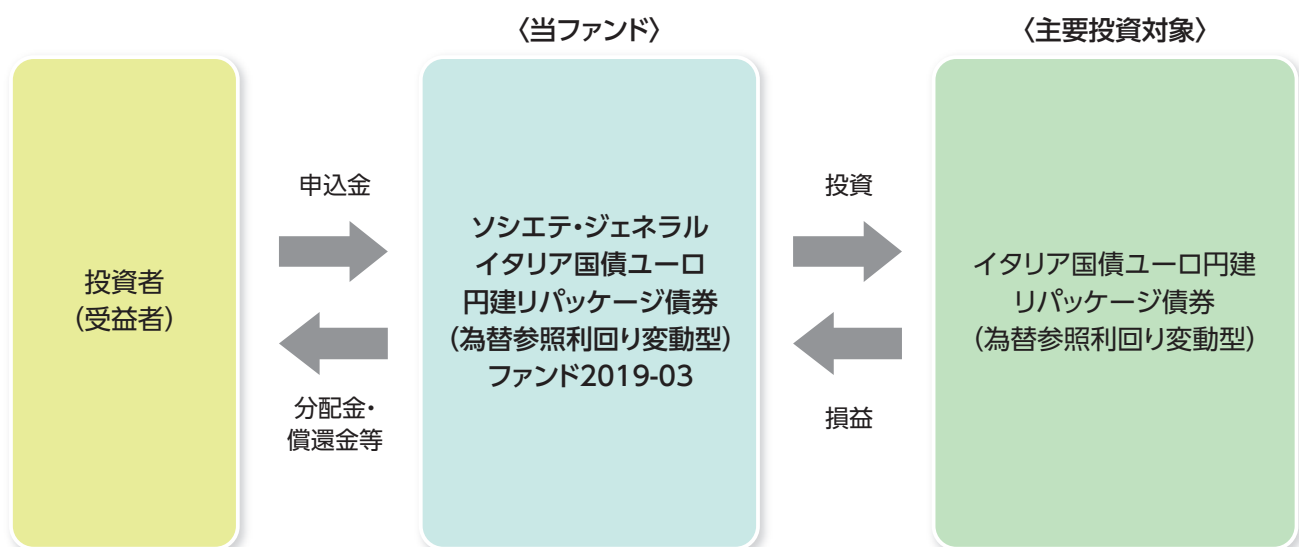 〈当ファンド〉
〈主要投資対象〉
投資者
（受益者）
申込金
分配金・
償還金等
ソシエテ・ジェネラル
イタリア国債ユーロ
円建リパッケージ債券
（為替参照利回り変動型）
ファンド2019-03
投資
損益
イタリア国債ユーロ円建
リパッケージ債券
（為替参照利回り変動型）